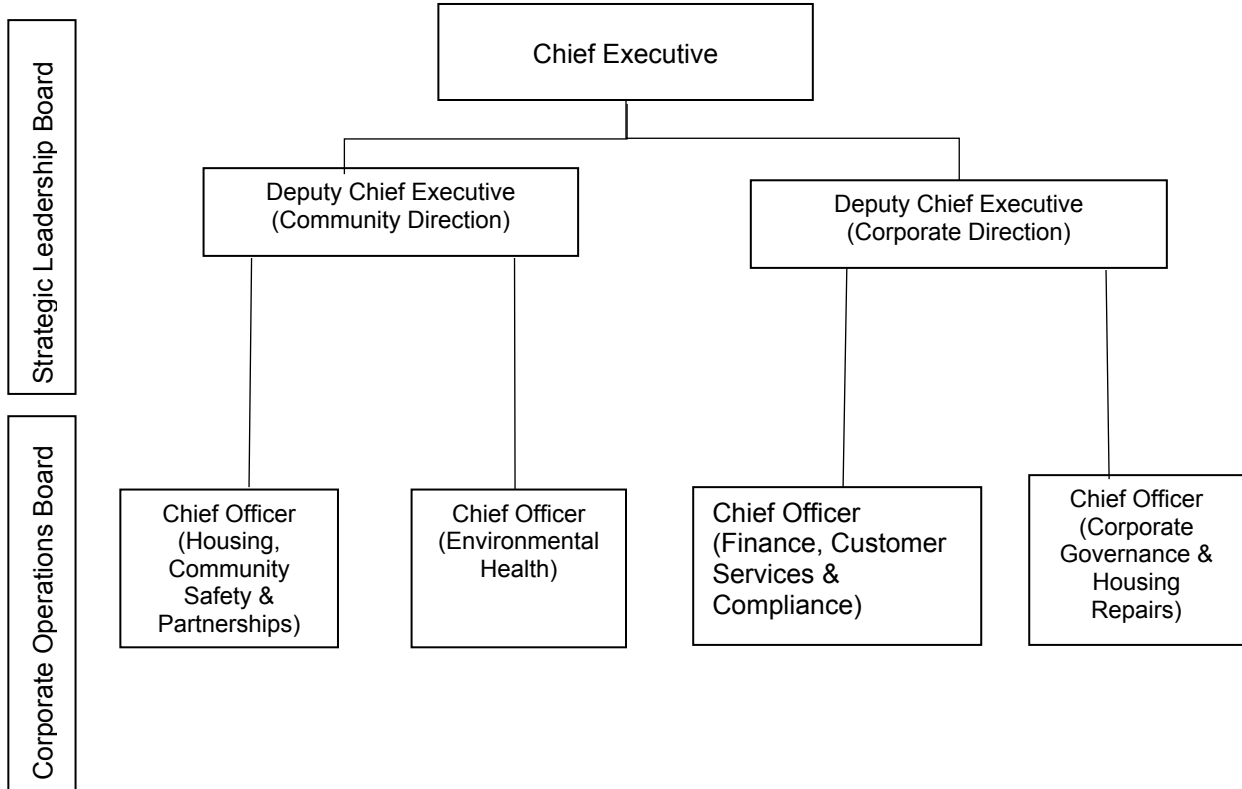 Strategic Leadership Board
Chief Executive
Deputy Chief Executive
(Community Direction)
Deputy Chief Executive
(Corporate Direction)
Corporate Operations Board
Chief Officer
(Housing,
Community
Safety &
Partnerships)
Chief Officer
(Environmental
Health)
Chief Officer
(Finance, Customer
Services &
Compliance)
Chief Officer
(Corporate
Governance &
Housing
Repairs)